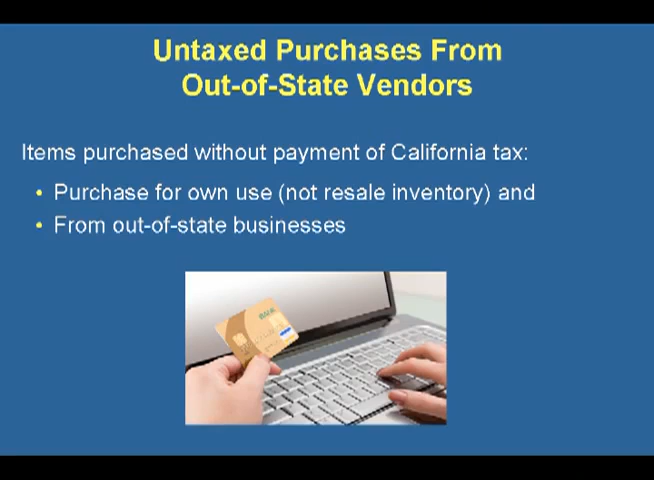 Untaxed Purchases From
Out-of-State Vendors
Items purchased without payment of California tax:
• Purchase for own use (not resale inventory) and
• From out-of-state businesses
BANK